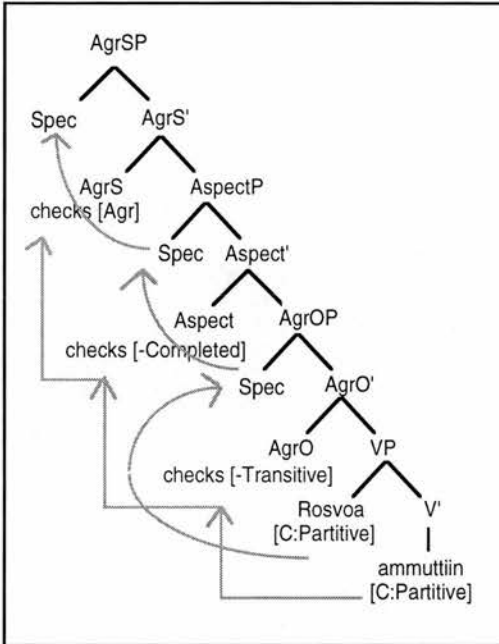 AgrSP
Spec AgrS'
AgrS AspectP
checks [Agr]
Spec Aspect'
Aspect AgrOP
checks [-Completed]
Spec AgrO'
AgrO VP
checks [-Transitive]
Rosvoa V'
[C:Partitive]
ammuttiin
[C:Partitive]